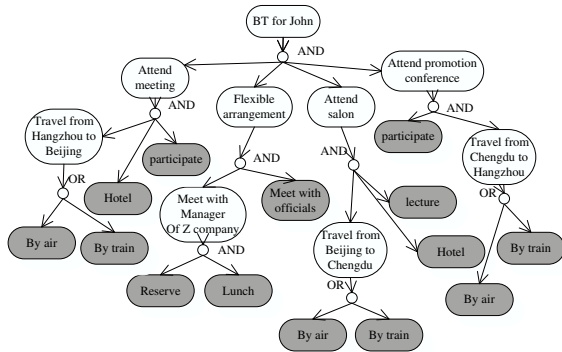 BT for John
AND
Attend
meeting
AND
Flexible
arrangement
Attend
salon
Attend promotion
conference
AND
Travel from
Hangzhou to
Beijing
participate
participate
Travel from
Chengdu to
Hangzhou
OR
Hotel
AND
Meet with
officials
AND
lecture
OR
Meet with
Manager
Of Z company
AND
Travel from
Beijing to
Chengdu
OR
Hotel
By air
By train
By train
Reserve
Lunch
By air
By air
By train